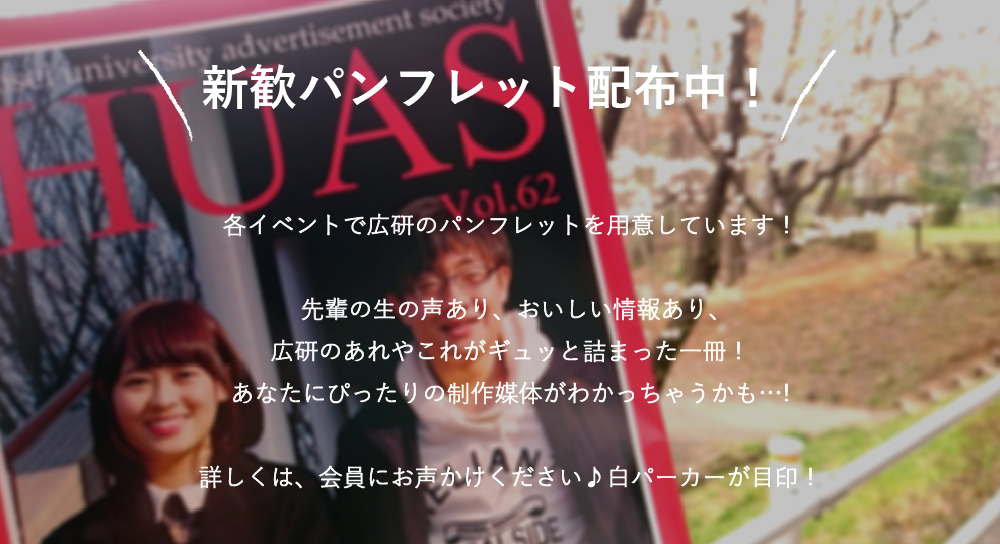 university advertisement society
HUAS
Vol.62
新歓パンフレット配布中！
各イベントで広研のパンフレットを用意しています！
先輩の生の声あり、おいしい情報あり、
広研のあれやこれがギュッと詰まった一冊！
あなたにぴったりの制作媒体がわかっちゃうかも…!
詳しくは、会員にお声かけください♪白パーカーが目印！